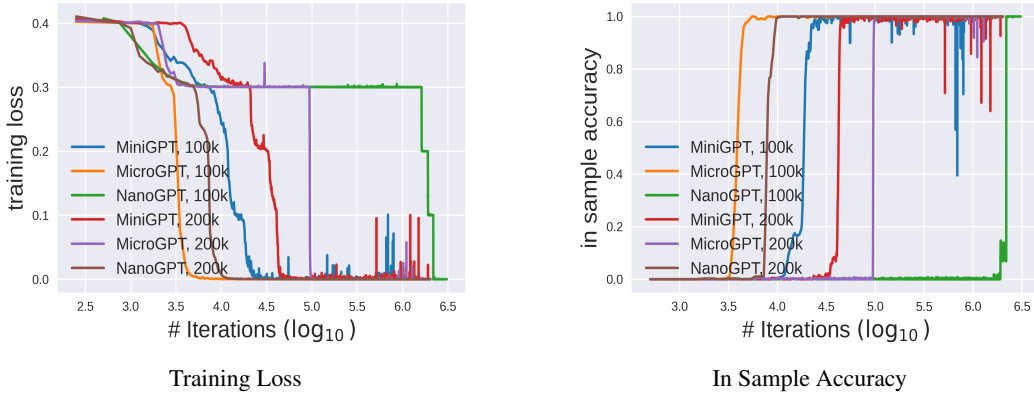 0.4
0.3
0.2
0.1
0.0
training loss
MiniGPT, 100k
MicroGPT, 100k
NanoGPT, 100k
MiniGPT, 200k
MicroGPT, 200k
NanoGPT, 200k
2.5 3.0 3.5 4.0 4.5 5.0 5.5 6.0 6.5
# Iterations (log₁₀)
Training Loss
1.0
0.8
0.6
0.4
0.2
0.0
in sample accuracy
MiniGPT, 100k
MicroGPT, 100k
NanoGPT, 100k
MiniGPT, 200k
MicroGPT, 200k
NanoGPT, 200k
3.0 3.5 4.0 4.5 5.0 5.5 6.0 6.5
# Iterations (log₁₀)
In Sample Accuracy